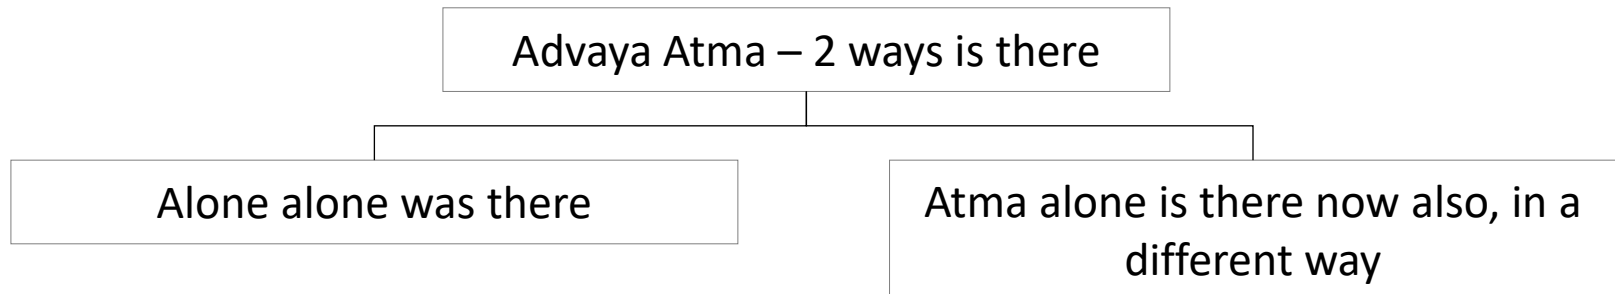 Advaya Atma – 2 ways is there
Alone alone was there
Atma alone is there now also, in a
different way